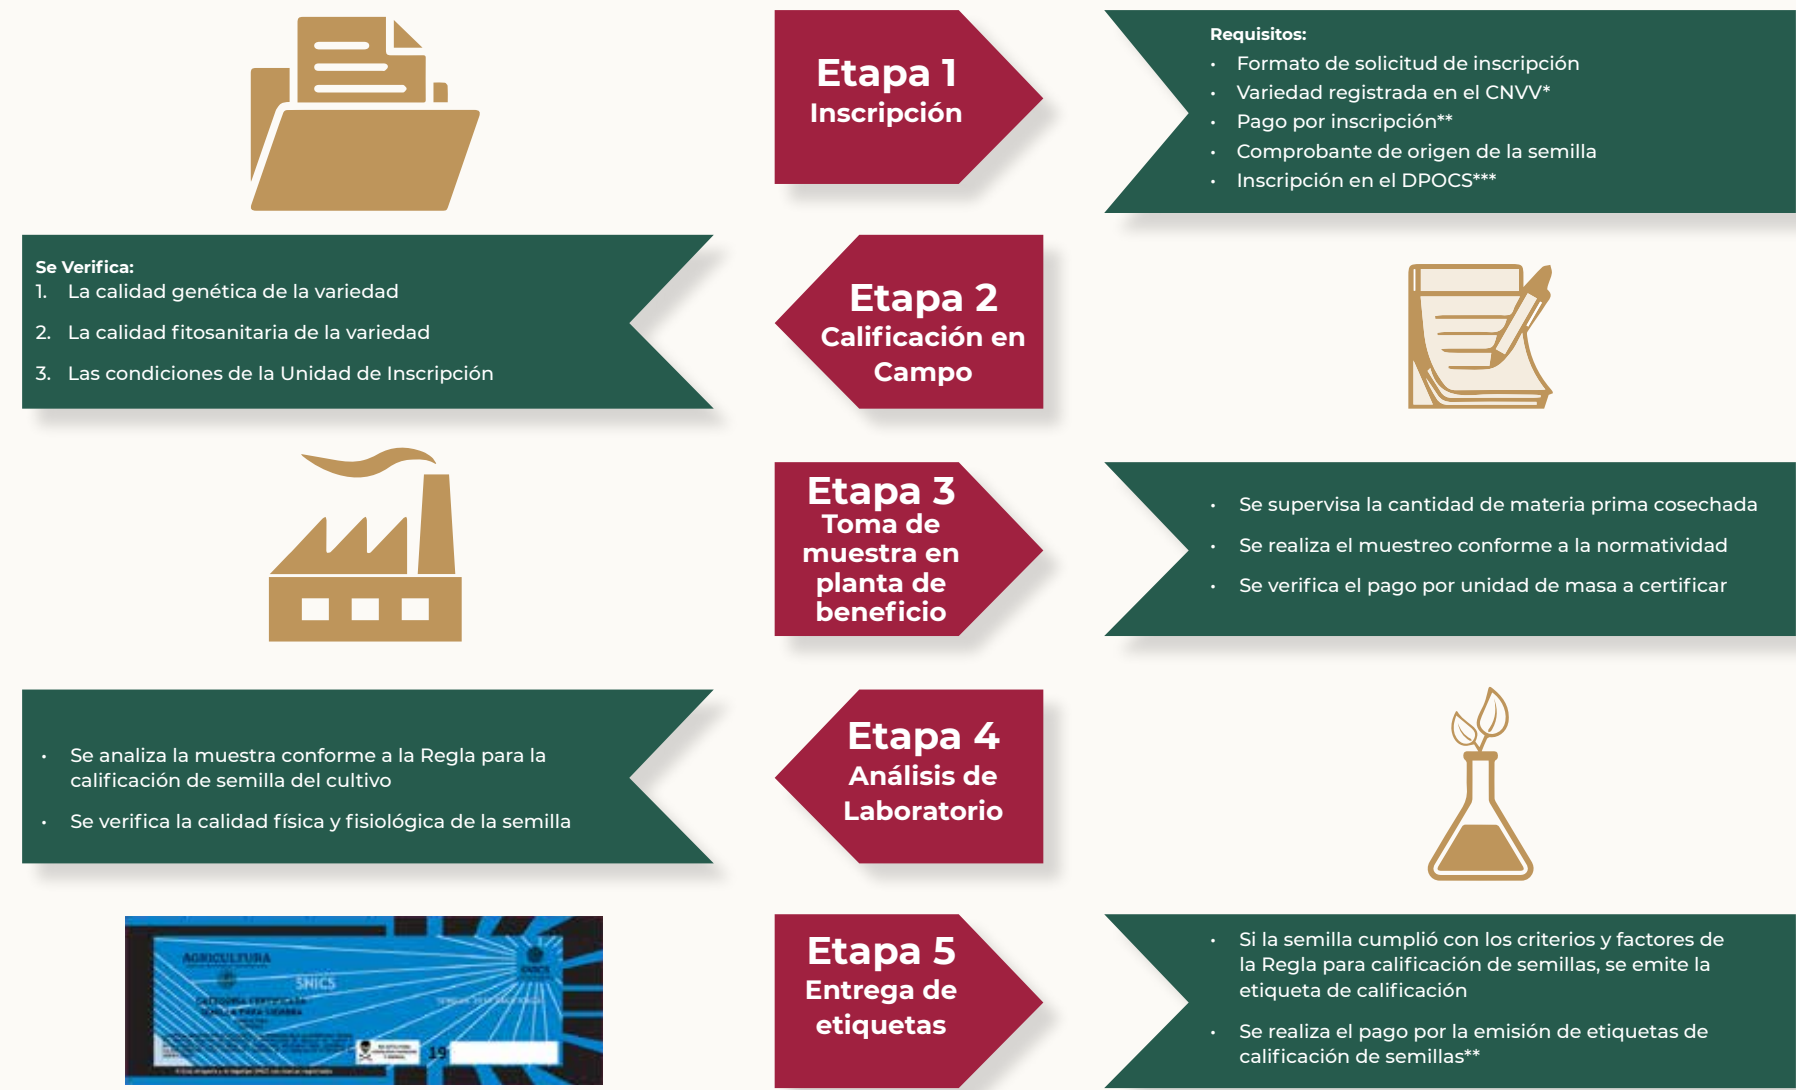 Etapa 1
Inscripción
Requisitos:
• Formato de solicitud de inscripción
• Variedad registrada en el CNVV*
• Pago por inscripción**
• Comprobante de origen de la semilla
• Inscripción en el DPOCS***
Se Verifica:
1. La calidad genética de la variedad
2. La calidad fitosanitaria de la variedad
3. Las condiciones de la Unidad de Inscripción
Etapa 2
Calificación en
Campo
Etapa 3
Toma de
muestra en
planta de
beneficio
• Se supervisa la cantidad de materia prima cosechada
• Se realiza el muestreo conforme a la normatividad
• Se verifica el pago por unidad de masa a certificar
• Se analiza la muestra conforme a la Regla para la
calificación de semilla del cultivo
• Se verifica la calidad física y fisiológica de la semilla
Etapa 4
Análisis de
Laboratorio
AGRICULTURA
SNICS
SNICS
CATEGORIA CERTIFICADA
SEMILLA PARA SIEMBRA
19
Etapa 5
Entrega de
etiquetas
• Si la semilla cumplió con los criterios y factores de
la Regla para calificación de semillas, se emite la
etiqueta de calificación
• Se realiza el pago por la emisión de etiquetas de
calificación de semillas**